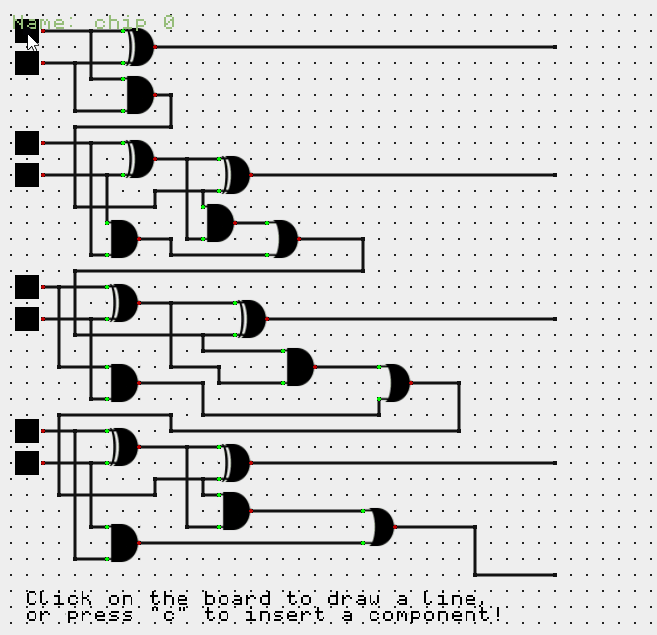 Name: chip 0
Click on the board to draw a line,
or press "c" to insert a component!